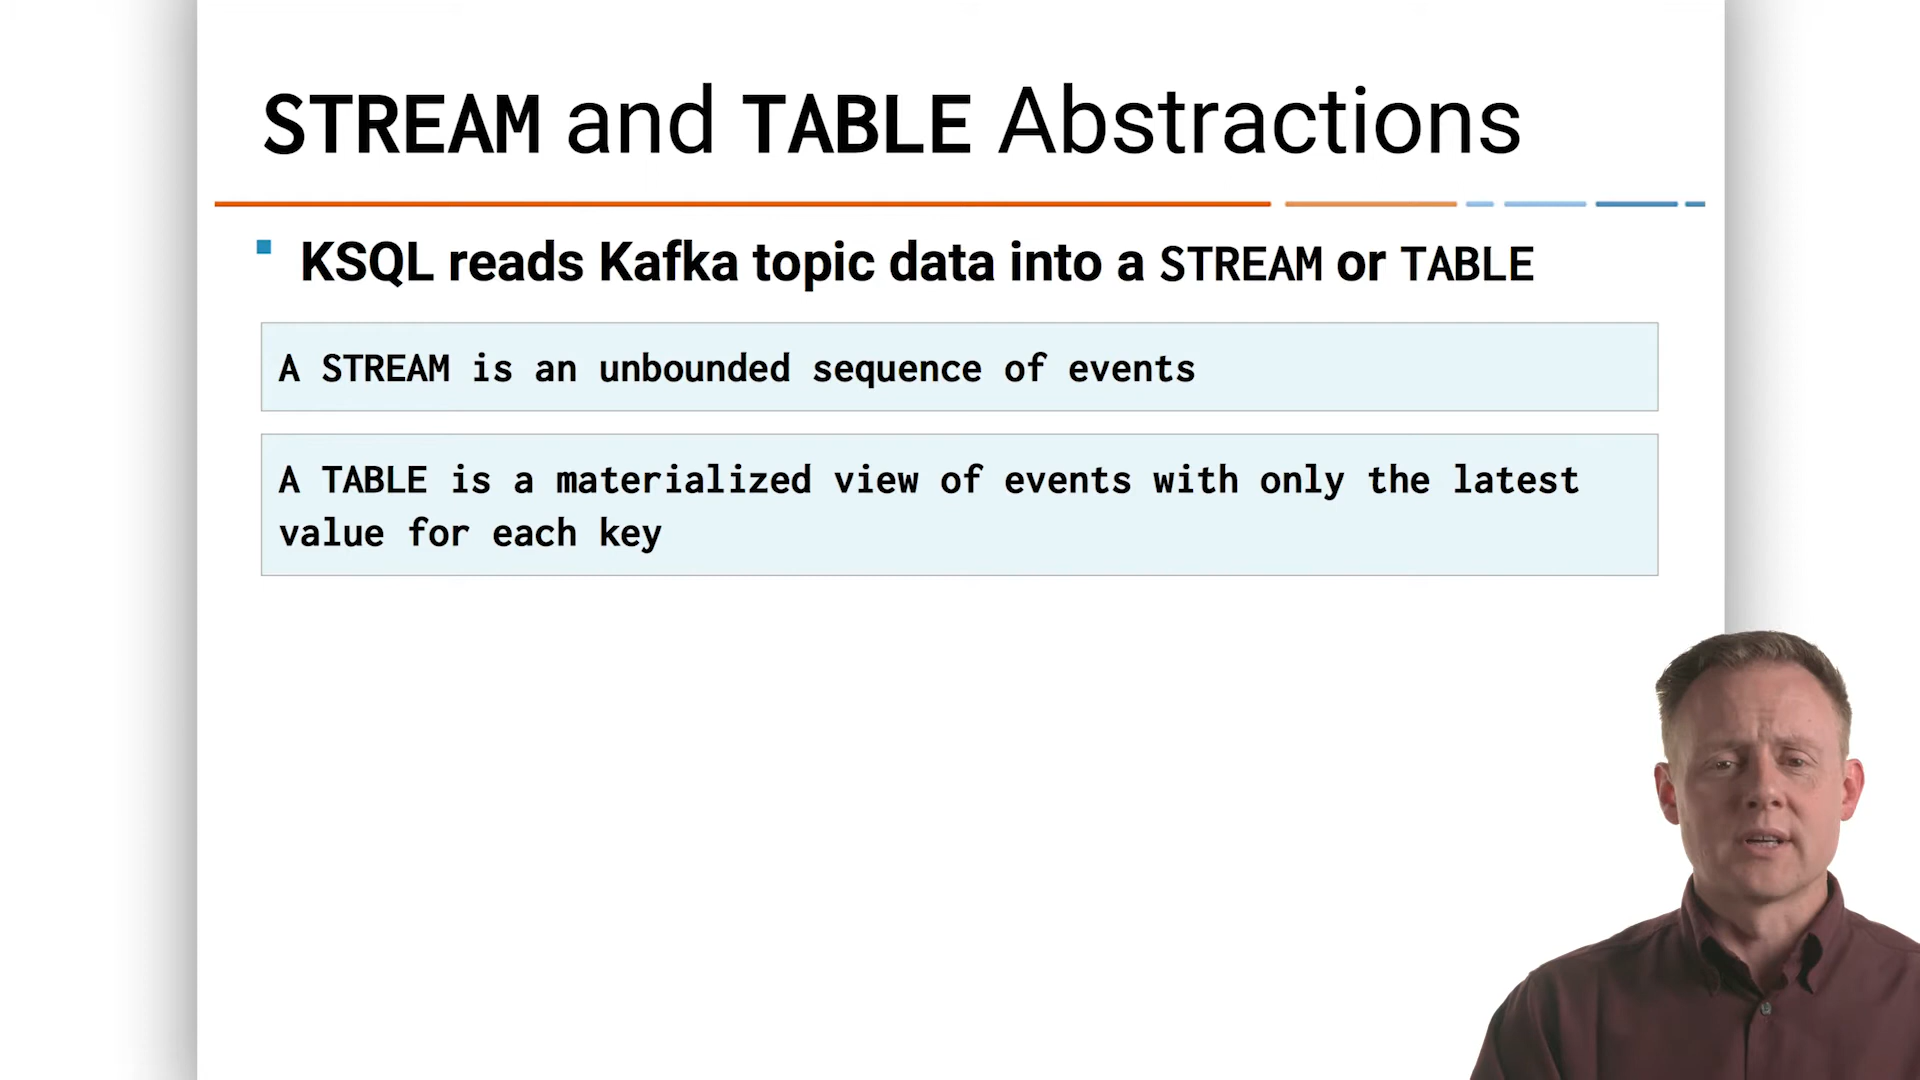 STREAM and TABLE Abstractions
KSQL reads Kafka topic data into a STREAM or TABLE
A STREAM is an unbounded sequence of events
A TABLE is a materialized view of events with only the latest
value for each key